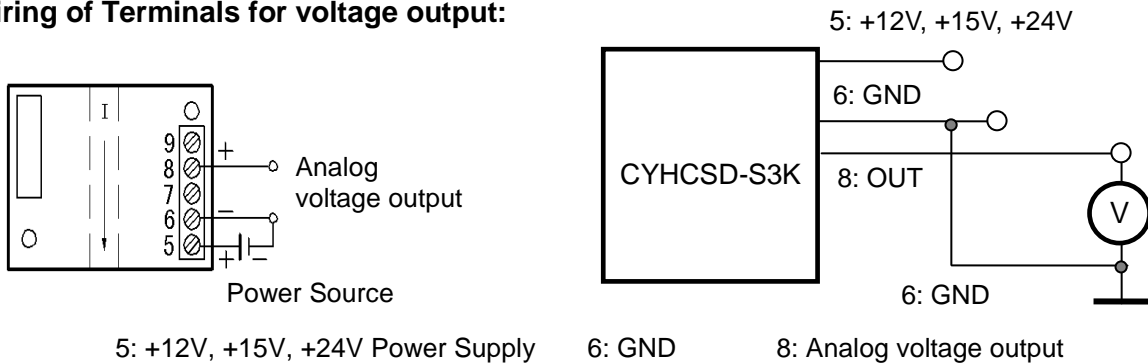 iring of Terminals for voltage output:
I
9
8
7
6
5
+
−
+ −
Analog
voltage output
Power Source
5: +12V, +15V, +24V
6: GND
CYHCSD-S3K
8: OUT
V
6: GND
5: +12V, +15V, +24V Power Supply 6: GND 8: Analog voltage output